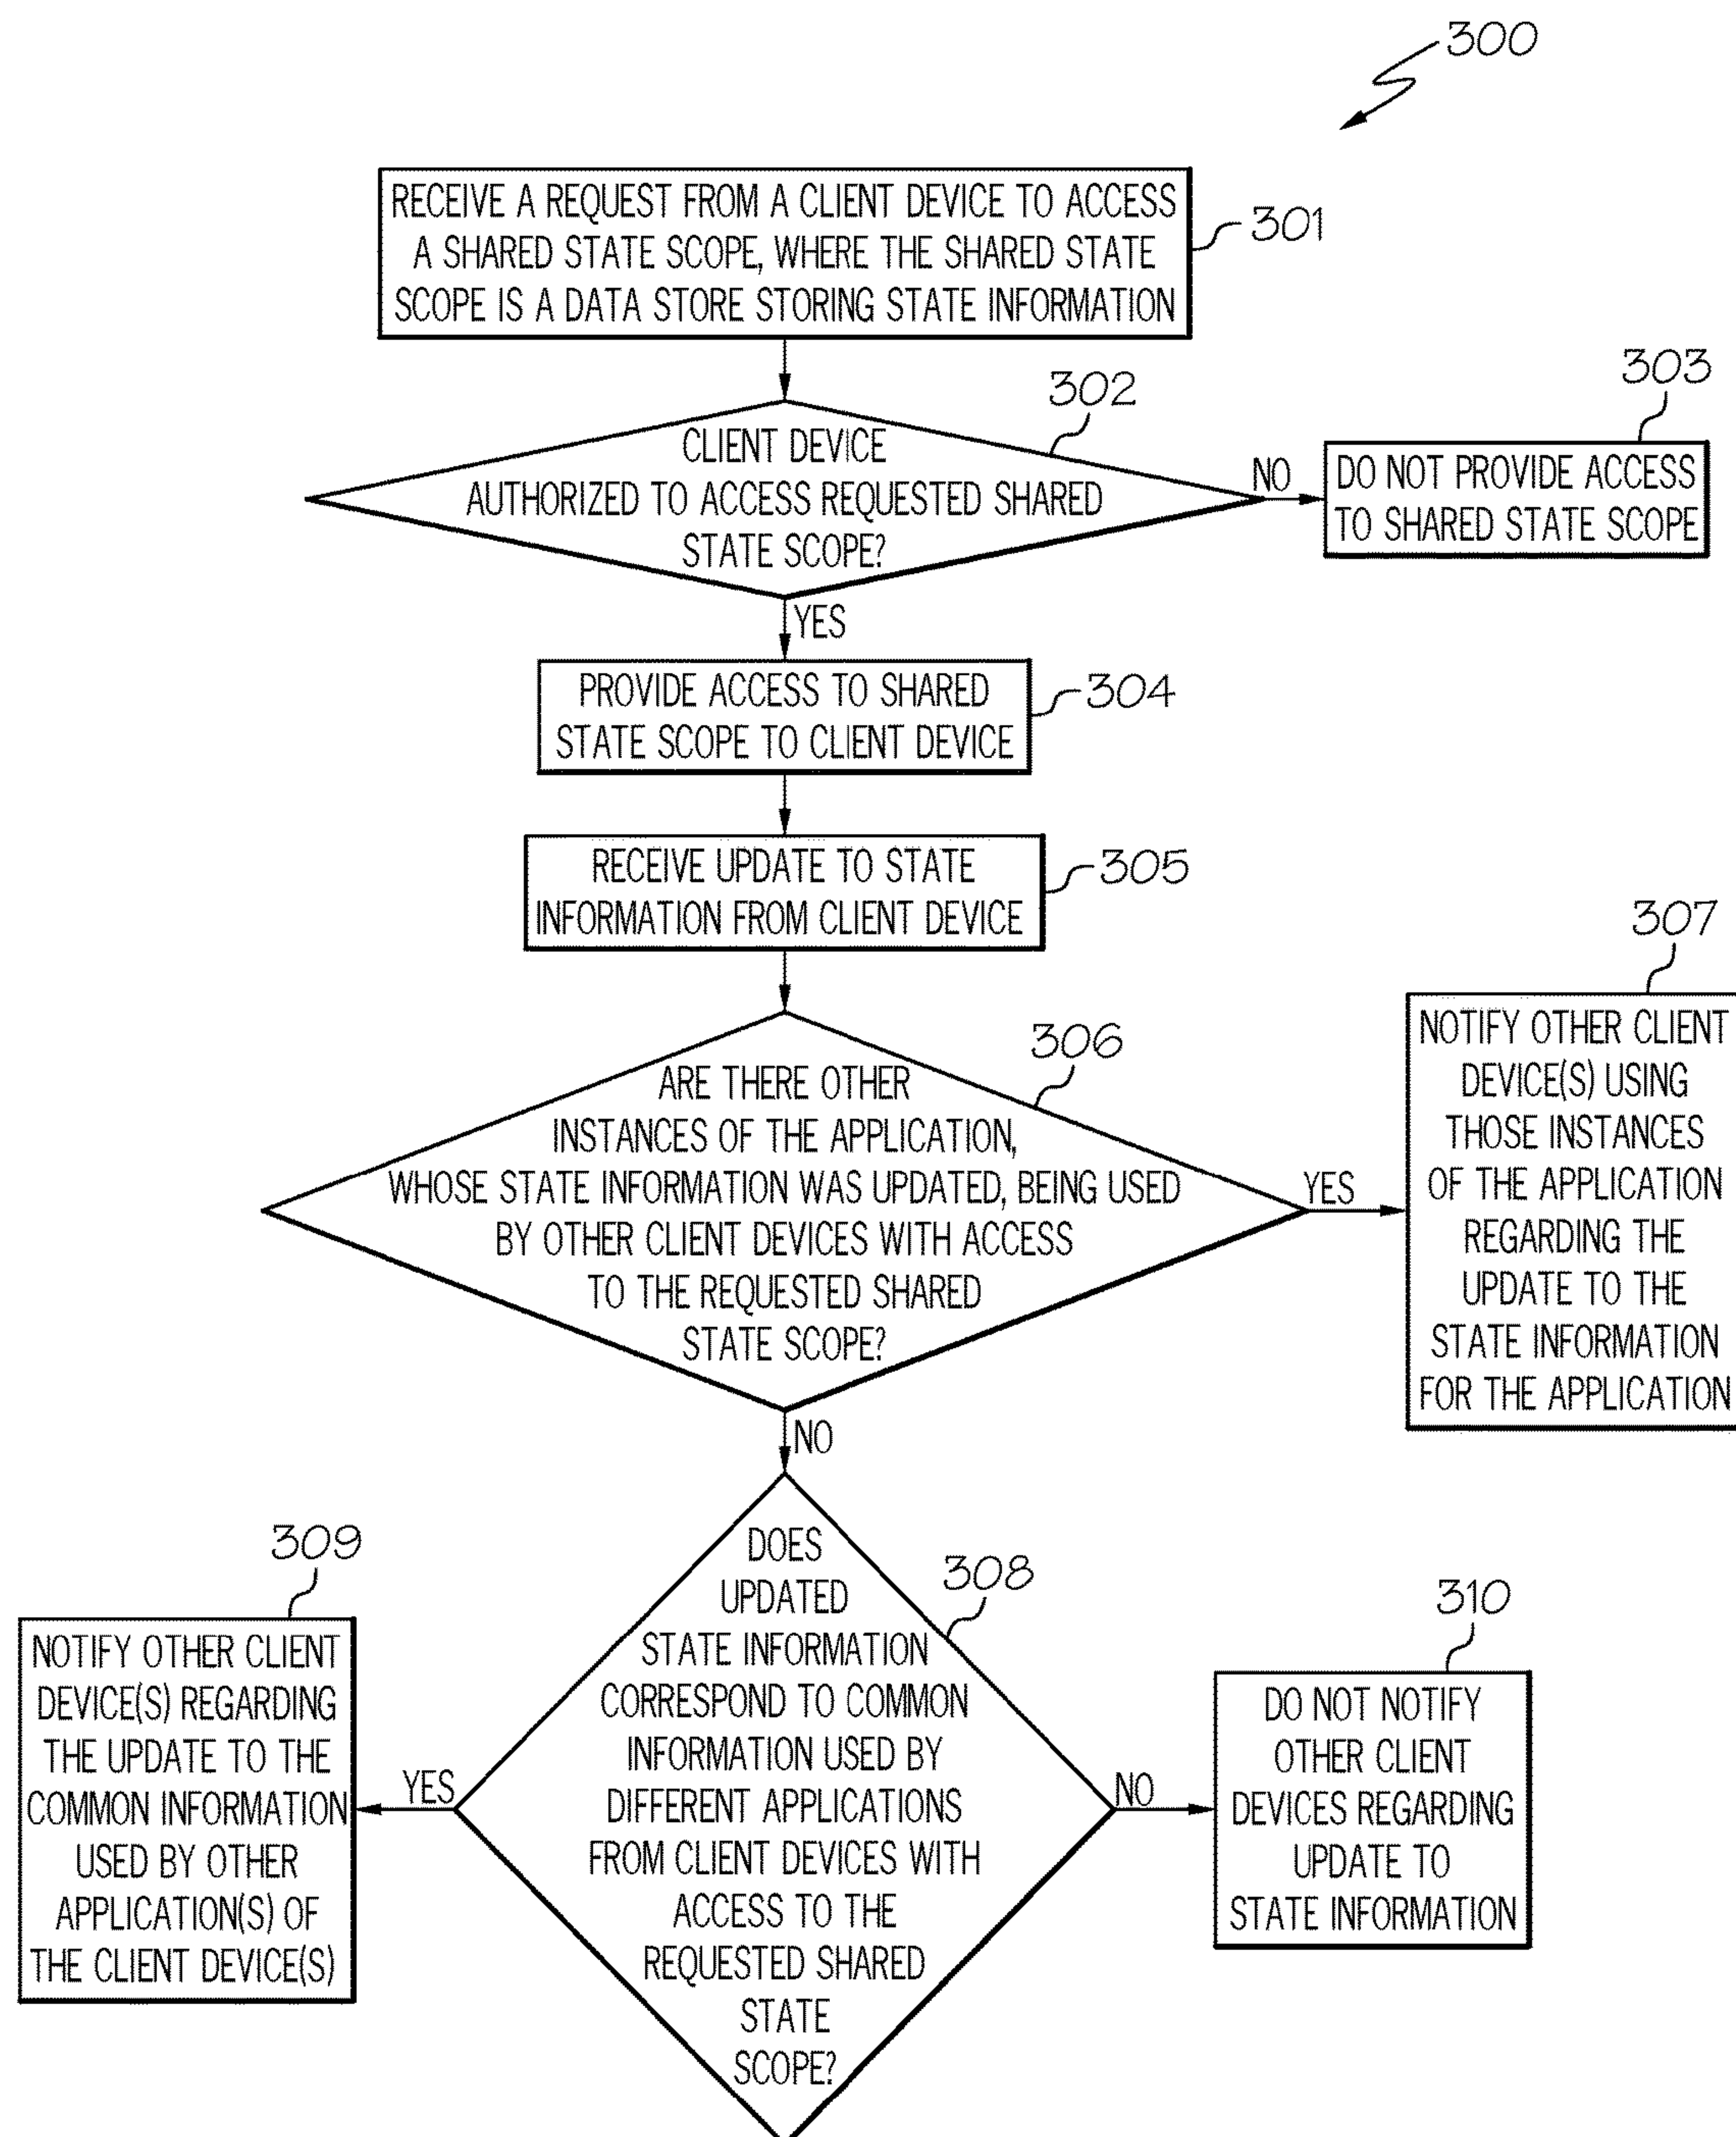 300
RECEIVE A REQUEST FROM A CLIENT DEVICE TO ACCESS
A SHARED STATE SCOPE, WHERE THE SHARED STATE
SCOPE IS A DATA STORE STORING STATE INFORMATION
301
302
CLIENT DEVICE
AUTHORIZED TO ACCESS REQUESTED SHARED
STATE SCOPE?
NO
303
DO NOT PROVIDE ACCESS
TO SHARED STATE SCOPE
YES
PROVIDE ACCESS TO SHARED
STATE SCOPE TO CLIENT DEVICE
304
RECEIVE UPDATE TO STATE
INFORMATION FROM CLIENT DEVICE
305
306
ARE THERE OTHER
INSTANCES OF THE APPLICATION,
WHOSE STATE INFORMATION WAS UPDATED, BEING USED
BY OTHER CLIENT DEVICES WITH ACCESS
TO THE REQUESTED SHARED
STATE SCOPE?
YES
307
NOTIFY OTHER CLIENT
DEVICE(S) USING
THOSE INSTANCES
OF THE APPLICATION
REGARDING THE
UPDATE TO THE
STATE INFORMATION
FOR THE APPLICATION
NO
308
DOES
UPDATED
STATE INFORMATION
CORRESPOND TO COMMON
INFORMATION USED BY
DIFFERENT APPLICATIONS
FROM CLIENT DEVICES WITH
ACCESS TO THE
REQUESTED SHARED
STATE
SCOPE?
YES
309
NOTIFY OTHER CLIENT
DEVICE(S) REGARDING
THE UPDATE TO THE
COMMON INFORMATION
USED BY OTHER
APPLICATION(S) OF
THE CLIENT DEVICE(S)
NO
310
DO NOT NOTIFY
OTHER CLIENT
DEVICES REGARDING
UPDATE TO
STATE INFORMATION